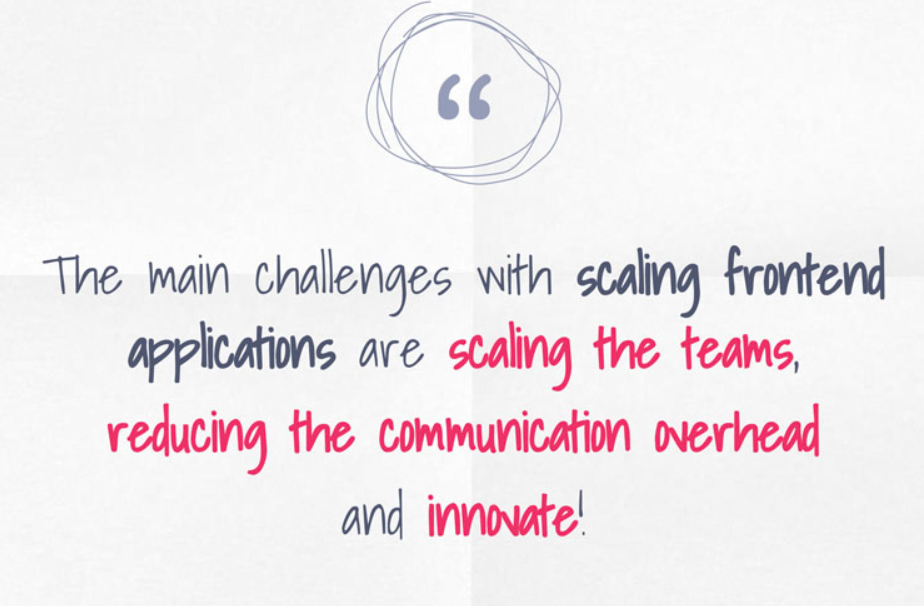 “
The main challenges with scaling frontend
applications are scaling the teams,
reducing the communication overhead
and innovate!